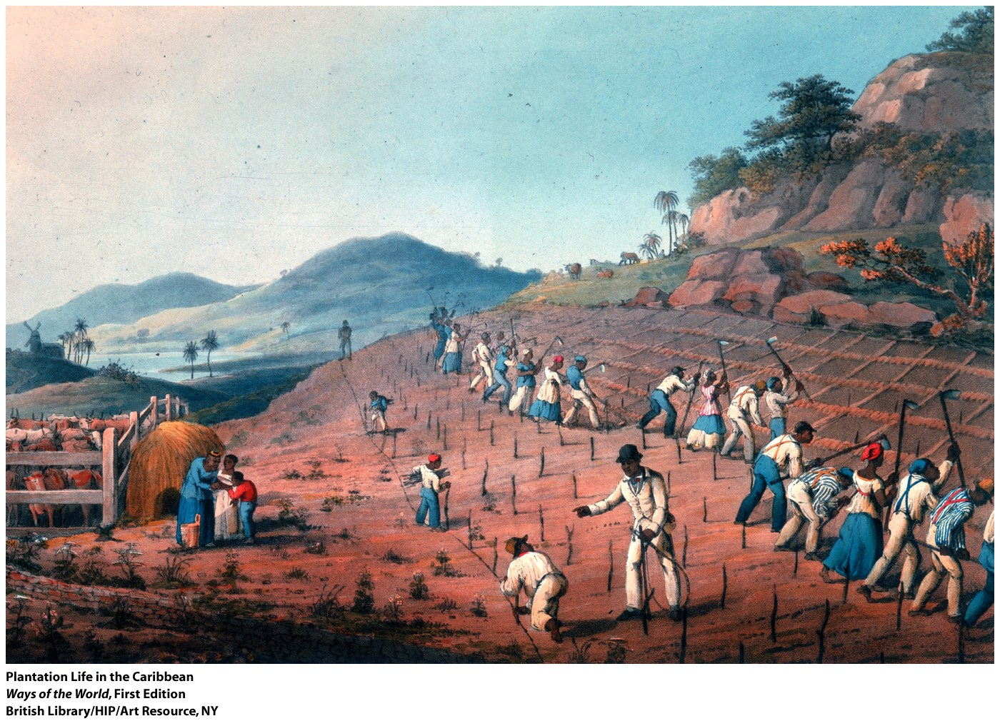 Plantation Life in the Caribbean
Ways of the World, First Edition
British Library/HIP/Art Resource, NY